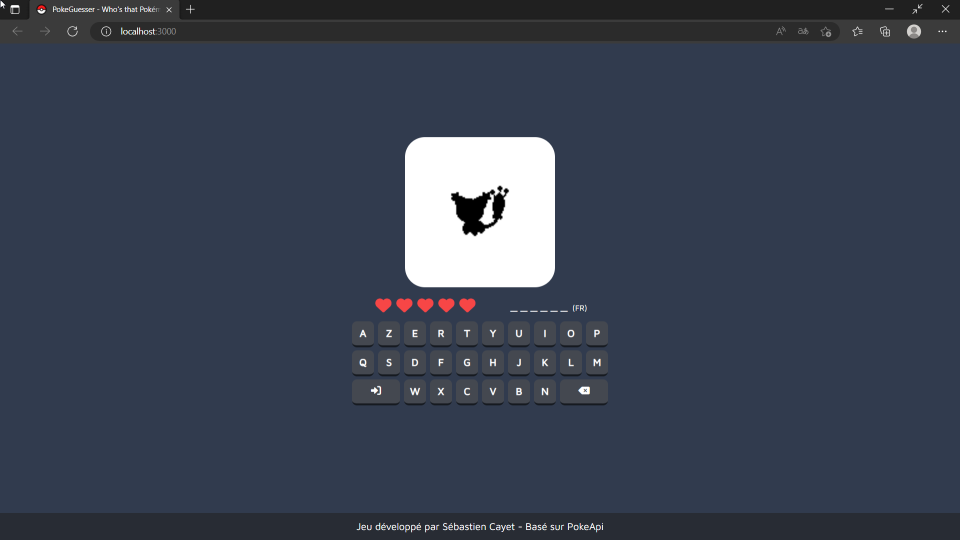 PokeGuesser - Who's that Pokém
localhost:3000
_ _ _ _ _ _ (FR)
A Z E R T Y U I O P
Q S D F G H J K L M
W X C V B N
Jeu développé par Sébastien Cayet - Basé sur PokeApi